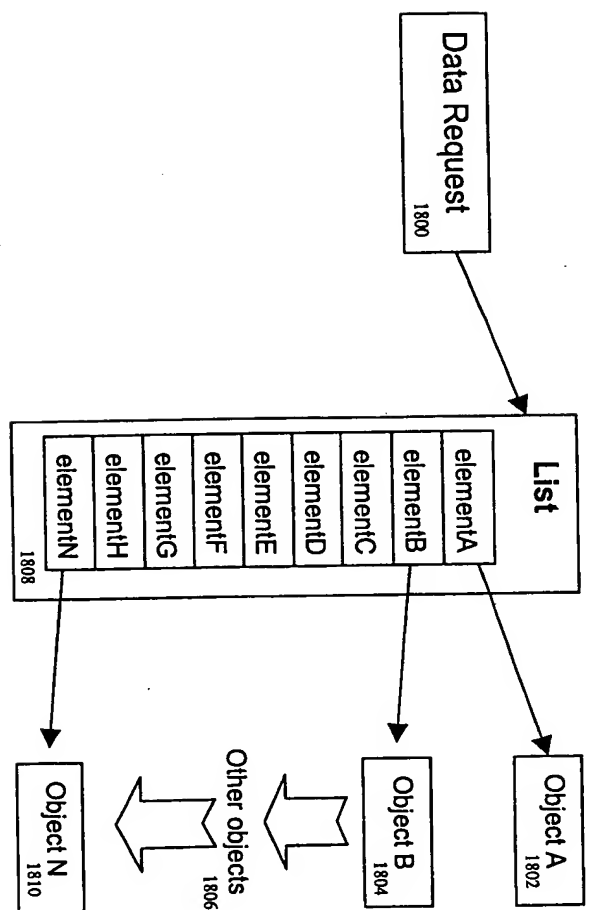 Data Request
1800
List
elementA
elementB
elementC
elementD
elementE
elementF
elementG
elementH
elementN
1808
Object A
1802
Object B
1804
Other objects
1806
Object N
1810